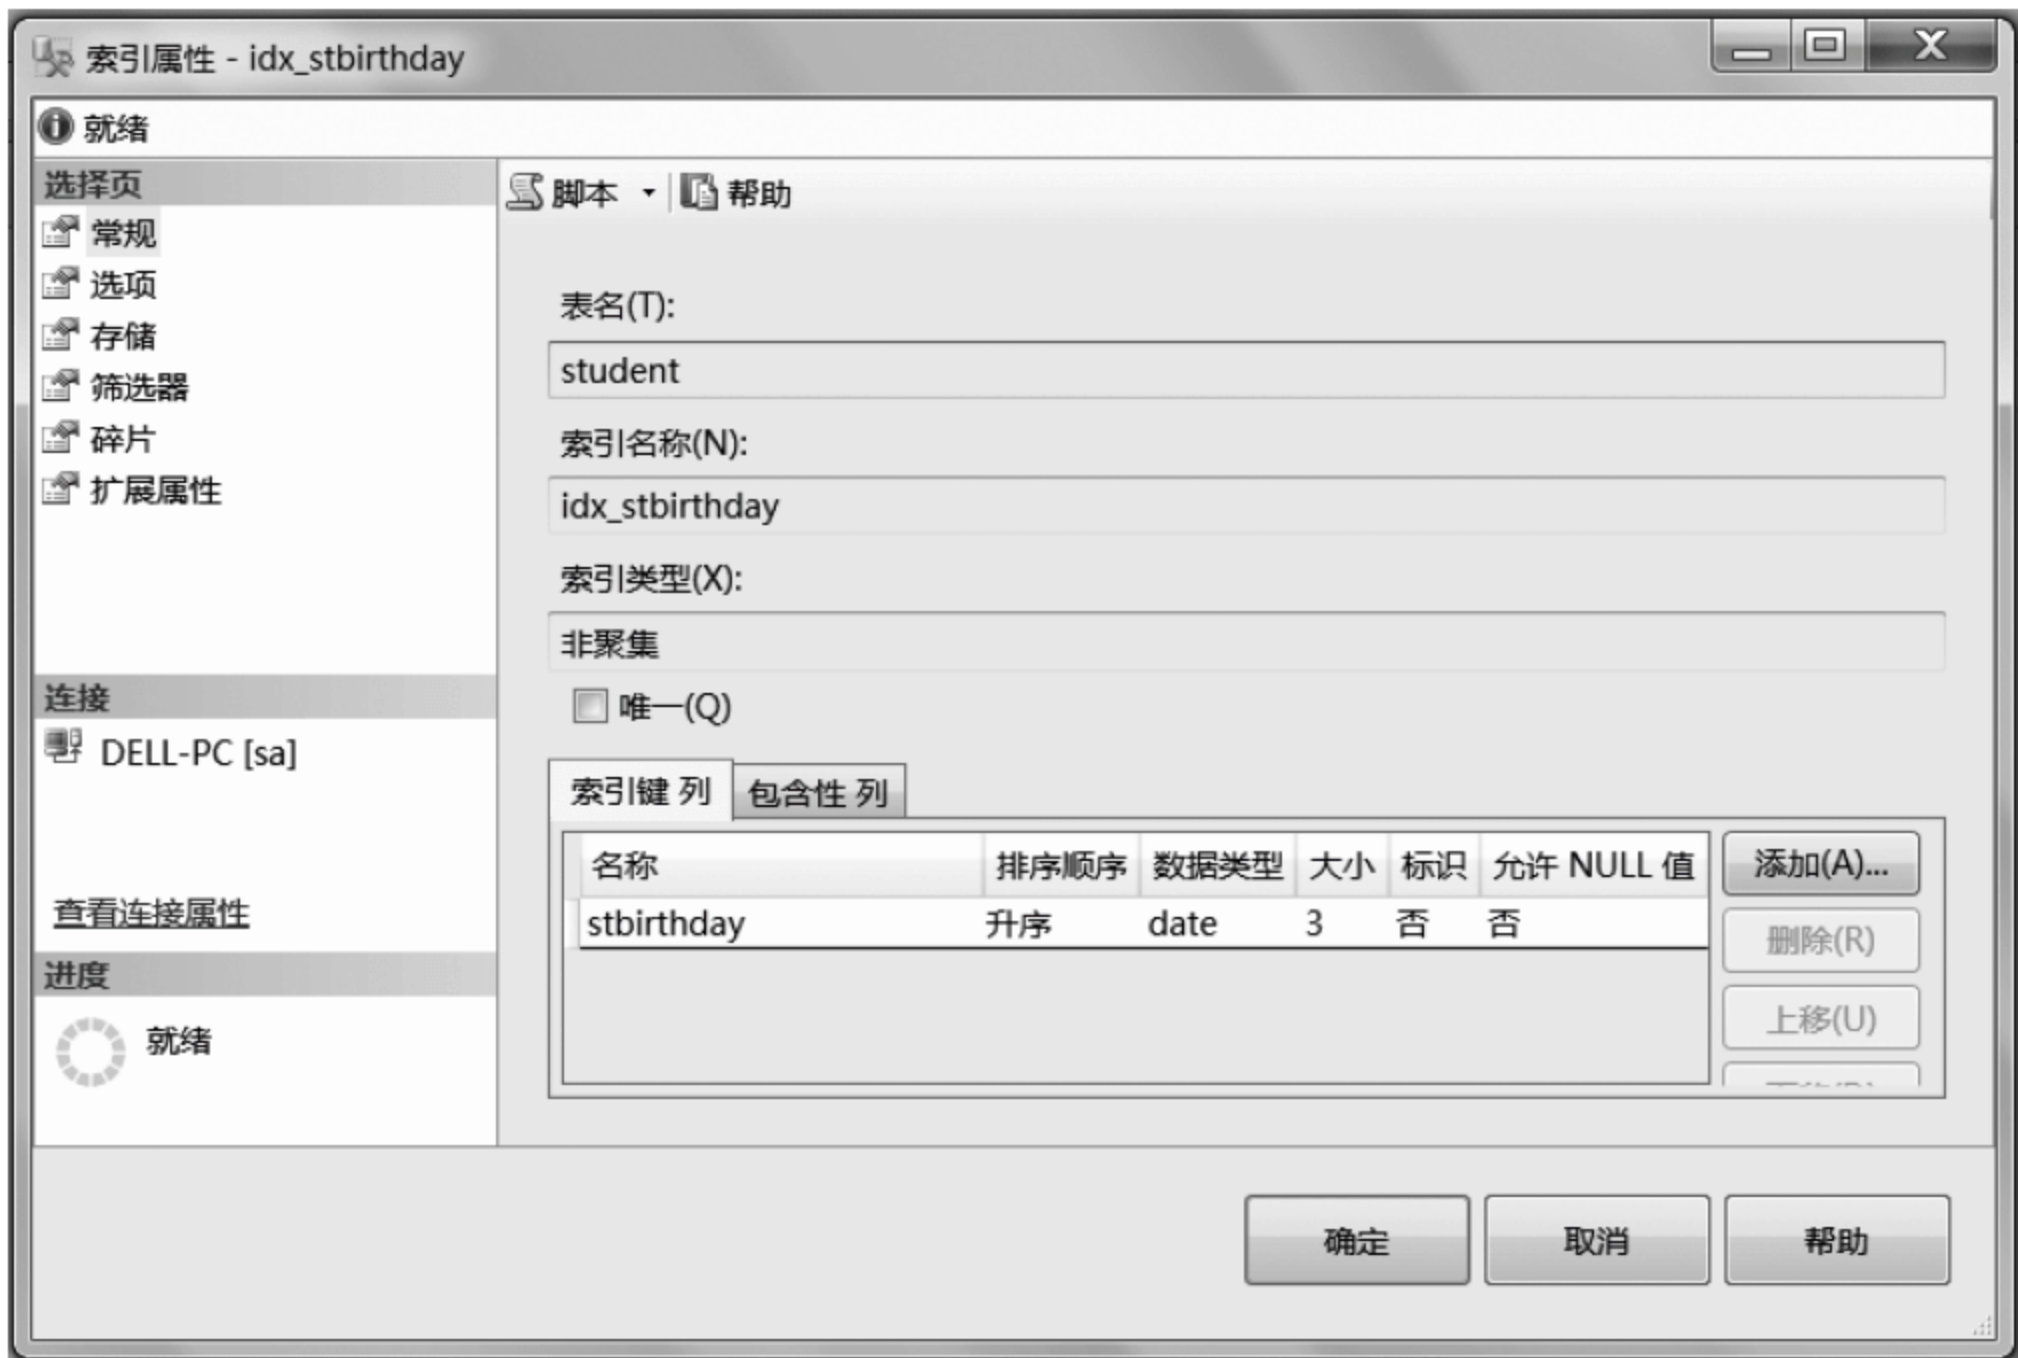 索引属性 - idx_stbirthday
就绪
选择页
常规
选项
存储
筛选器
碎片
扩展属性
连接
DELL-PC [sa]
查看连接属性
进度
就绪
脚本 帮助
表名(T):
student
索引名称(N):
idx_stbirthday
索引类型(X):
非聚集
唯一(Q)
索引键 列 包含性 列
名称 排序顺序 数据类型 大小 标识 允许 NULL 值
stbirthday 升序 date 3 否 否
添加(A)...
删除(R)
上移(U)
确定 取消 帮助